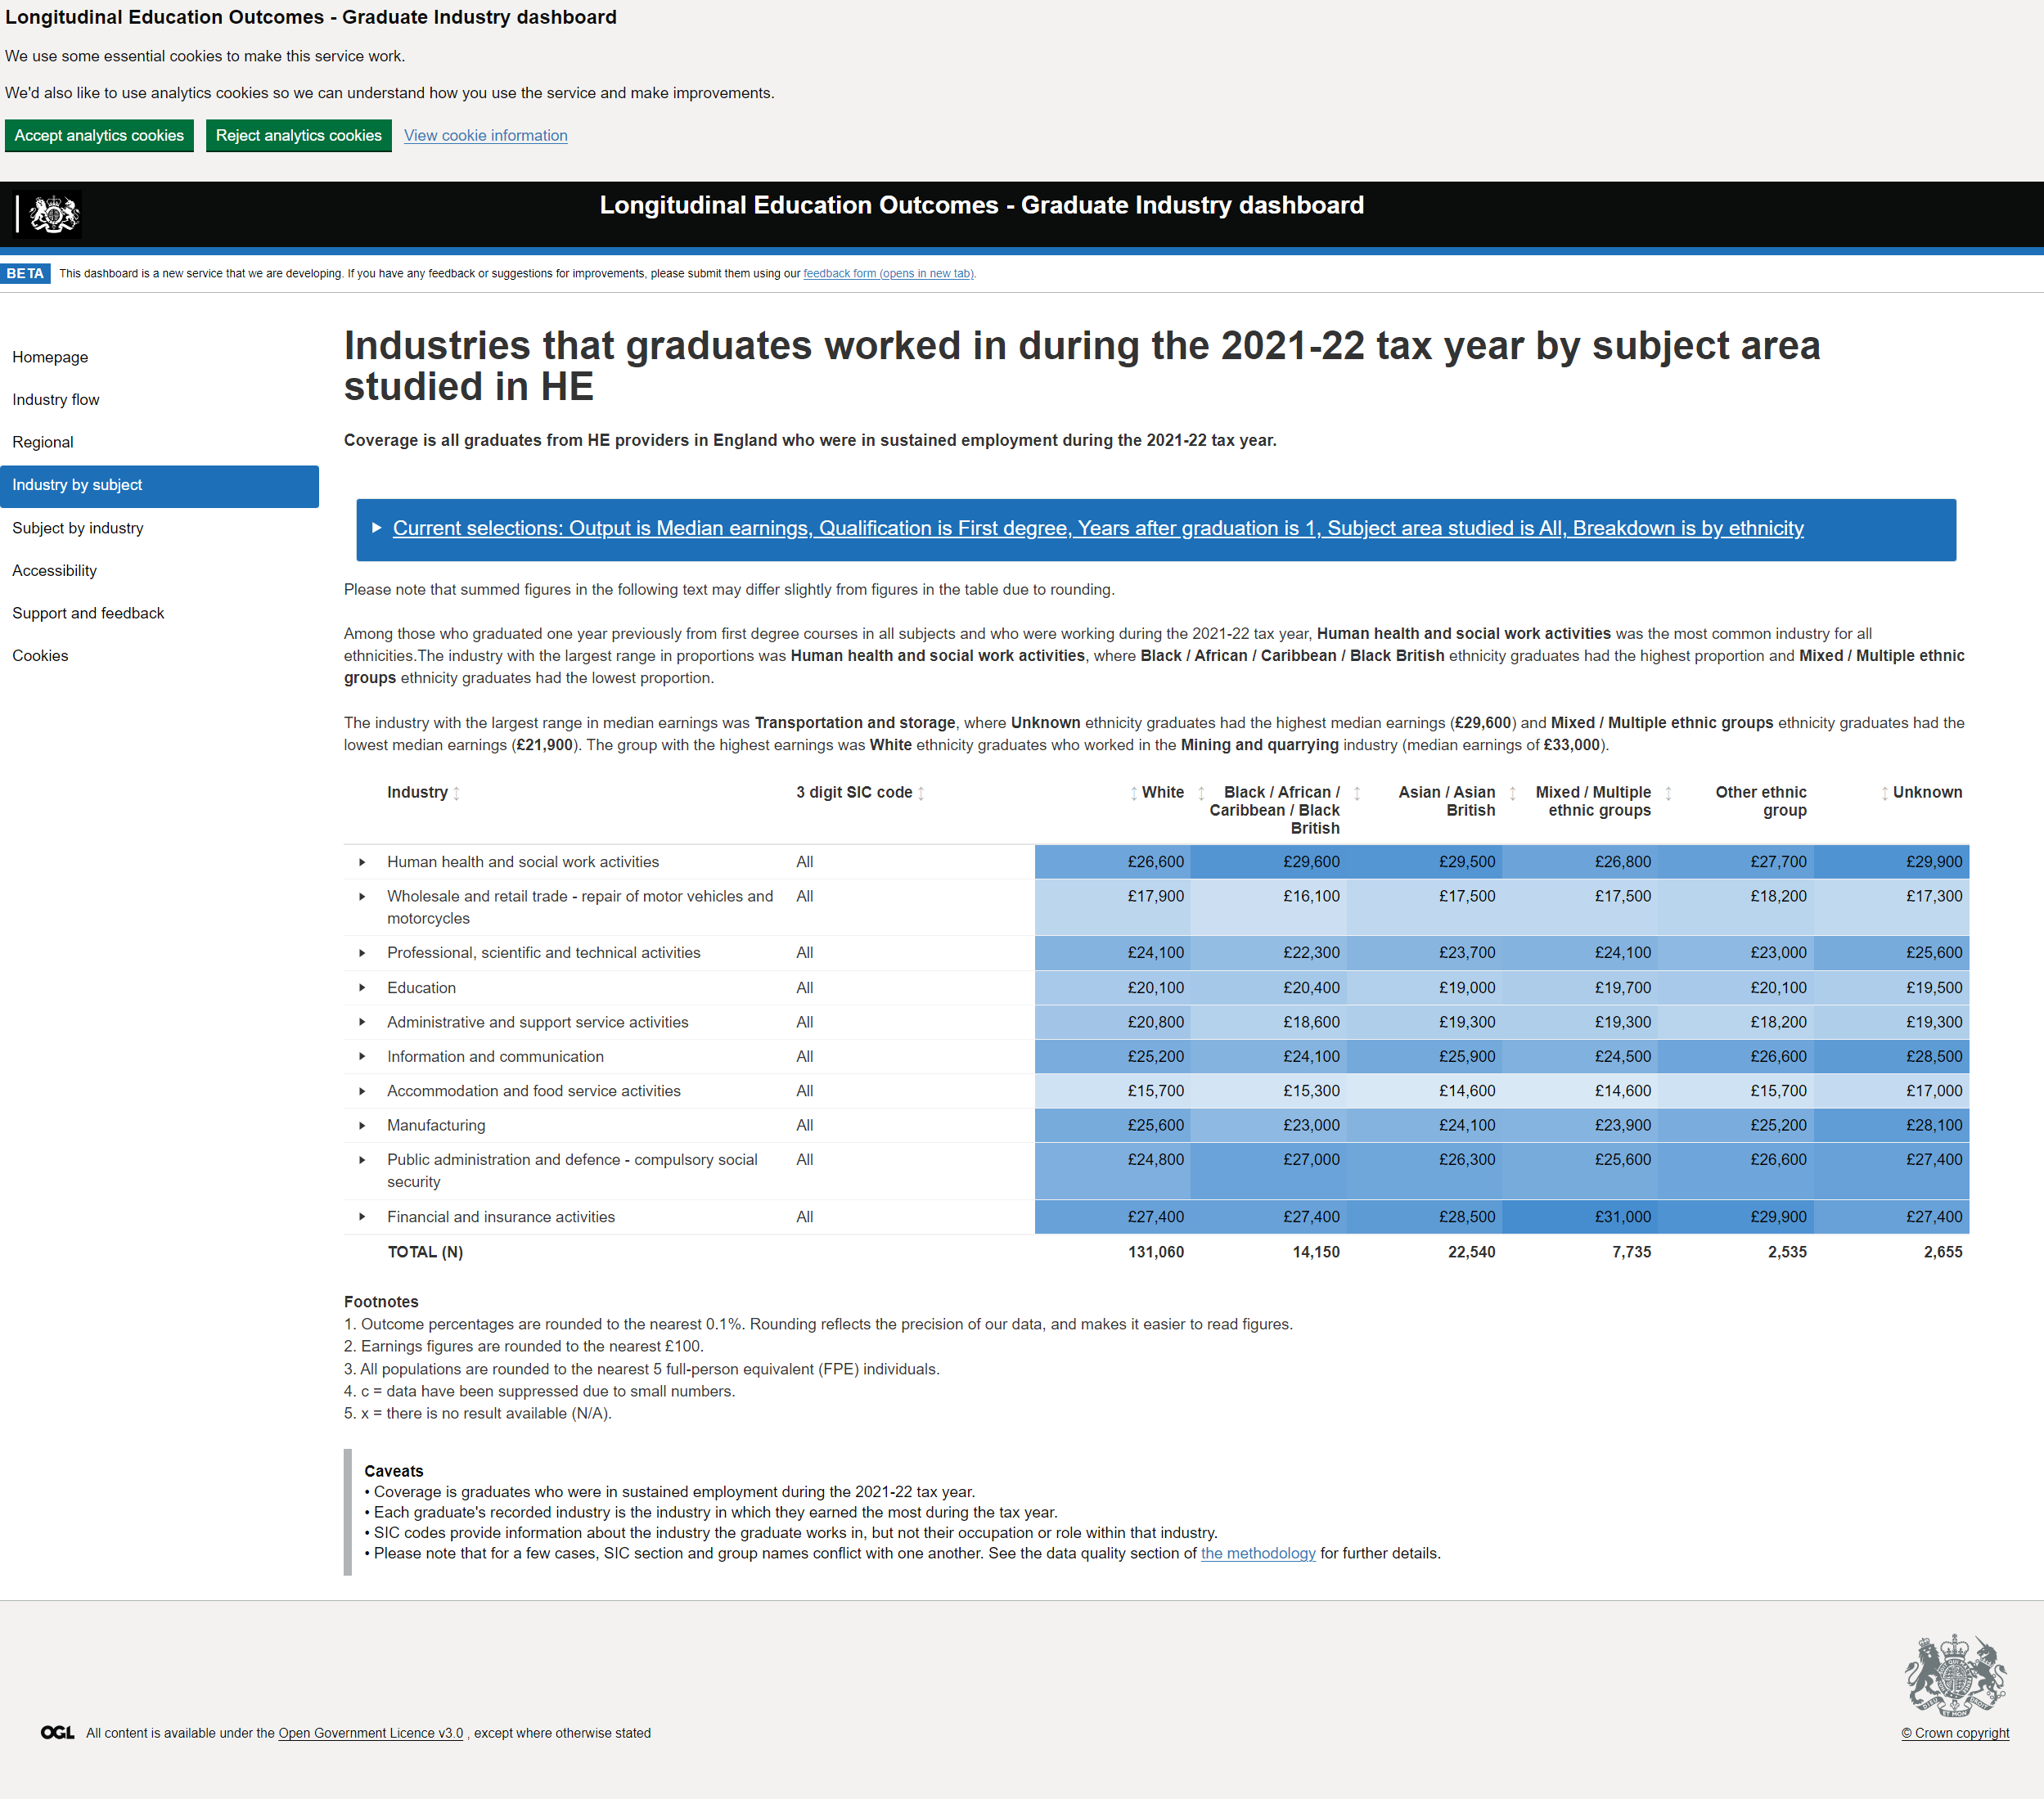 Longitudinal Education Outcomes - Graduate Industry dashboard
We use some essential cookies to make this service work.
We'd also like to use analytics cookies so we can understand how you use the service and make improvements.
Accept analytics cookies Reject analytics cookies View cookie information
Longitudinal Education Outcomes - Graduate Industry dashboard
BETA This dashboard is a new service that we are developing. If you have any feedback or suggestions for improvements, please submit them using our feedback form (opens in new tab).
Homepage
Industry flow
Regional
Industry by subject
Subject by industry
Accessibility
Support and feedback
Cookies
Industries that graduates worked in during the 2021-22 tax year by subject area
studied in HE
Coverage is all graduates from HE providers in England who were in sustained employment during the 2021-22 tax year.
Current selections: Output is Median earnings, Qualification is First degree, Years after graduation is 1, Subject area studied is All, Breakdown is by ethnicity
Please note that summed figures in the following text may differ slightly from figures in the table due to rounding.
Among those who graduated one year previously from first degree courses in all subjects and who were working during the 2021-22 tax year, Human health and social work activities was the most common industry for all
ethnicities.The industry with the largest range in proportions was Human health and social work activities, where Black / African / Caribbean / Black British ethnicity graduates had the highest proportion and Mixed / Multiple ethnic
groups ethnicity graduates had the lowest proportion.
The industry with the largest range in median earnings was Transportation and storage, where Unknown ethnicity graduates had the highest median earnings (£29,600) and Mixed / Multiple ethnic groups ethnicity graduates had the
lowest median earnings (£21,900). The group with the highest earnings was White ethnicity graduates who worked in the Mining and quarrying industry (median earnings of £33,000).
Industry 3 digit SIC code White Black / African / Asian / Asian Mixed / Multiple Other ethnic Unknown
Caribbean / Black British ethnic groups group
British
Human health and social work activities All £26,600 £29,600 £29,500 £26,800 £27,700 £29,900
Wholesale and retail trade - repair of motor vehicles and All £17,900 £16,100 £17,500 £17,500 £18,200 £17,300
motorcycles
Professional, scientific and technical activities All £24,100 £22,300 £23,700 £24,100 £23,000 £25,600
Education All £20,100 £20,400 £19,000 £19,700 £20,100 £19,500
Administrative and support service activities All £20,800 £18,600 £19,300 £19,300 £18,200 £19,300
Information and communication All £25,200 £24,100 £25,900 £24,500 £26,600 £28,500
Accommodation and food service activities All £15,700 £15,300 £14,600 £14,600 £15,700 £17,000
Manufacturing All £25,600 £23,000 £24,100 £23,900 £25,200 £28,100
Public administration and defence - compulsory social All £24,800 £27,000 £26,300 £25,600 £26,600 £27,400
security
Financial and insurance activities All £27,400 £27,400 £28,500 £31,000 £29,900 £27,400
TOTAL (N) 131,060 14,150 22,540 7,735 2,535 2,655
Footnotes
1. Outcome percentages are rounded to the nearest 0.1%. Rounding reflects the precision of our data, and makes it easier to read figures.
2. Earnings figures are rounded to the nearest £100.
3. All populations are rounded to the nearest 5 full-person equivalent (FPE) individuals.
4. c = data have been suppressed due to small numbers.
5. x = there is no result available (N/A).
Caveats
• Coverage is graduates who were in sustained employment during the 2021-22 tax year.
• Each graduate's recorded industry is the industry in which they earned the most during the tax year.
• SIC codes provide information about the industry the graduate works in, but not their occupation or role within that industry.
• Please note that for a few cases, SIC section and group names conflict with one another. See the data quality section of the methodology for further details.
OGL All content is available under the Open Government Licence v3.0 , except where otherwise stated
© Crown copyright